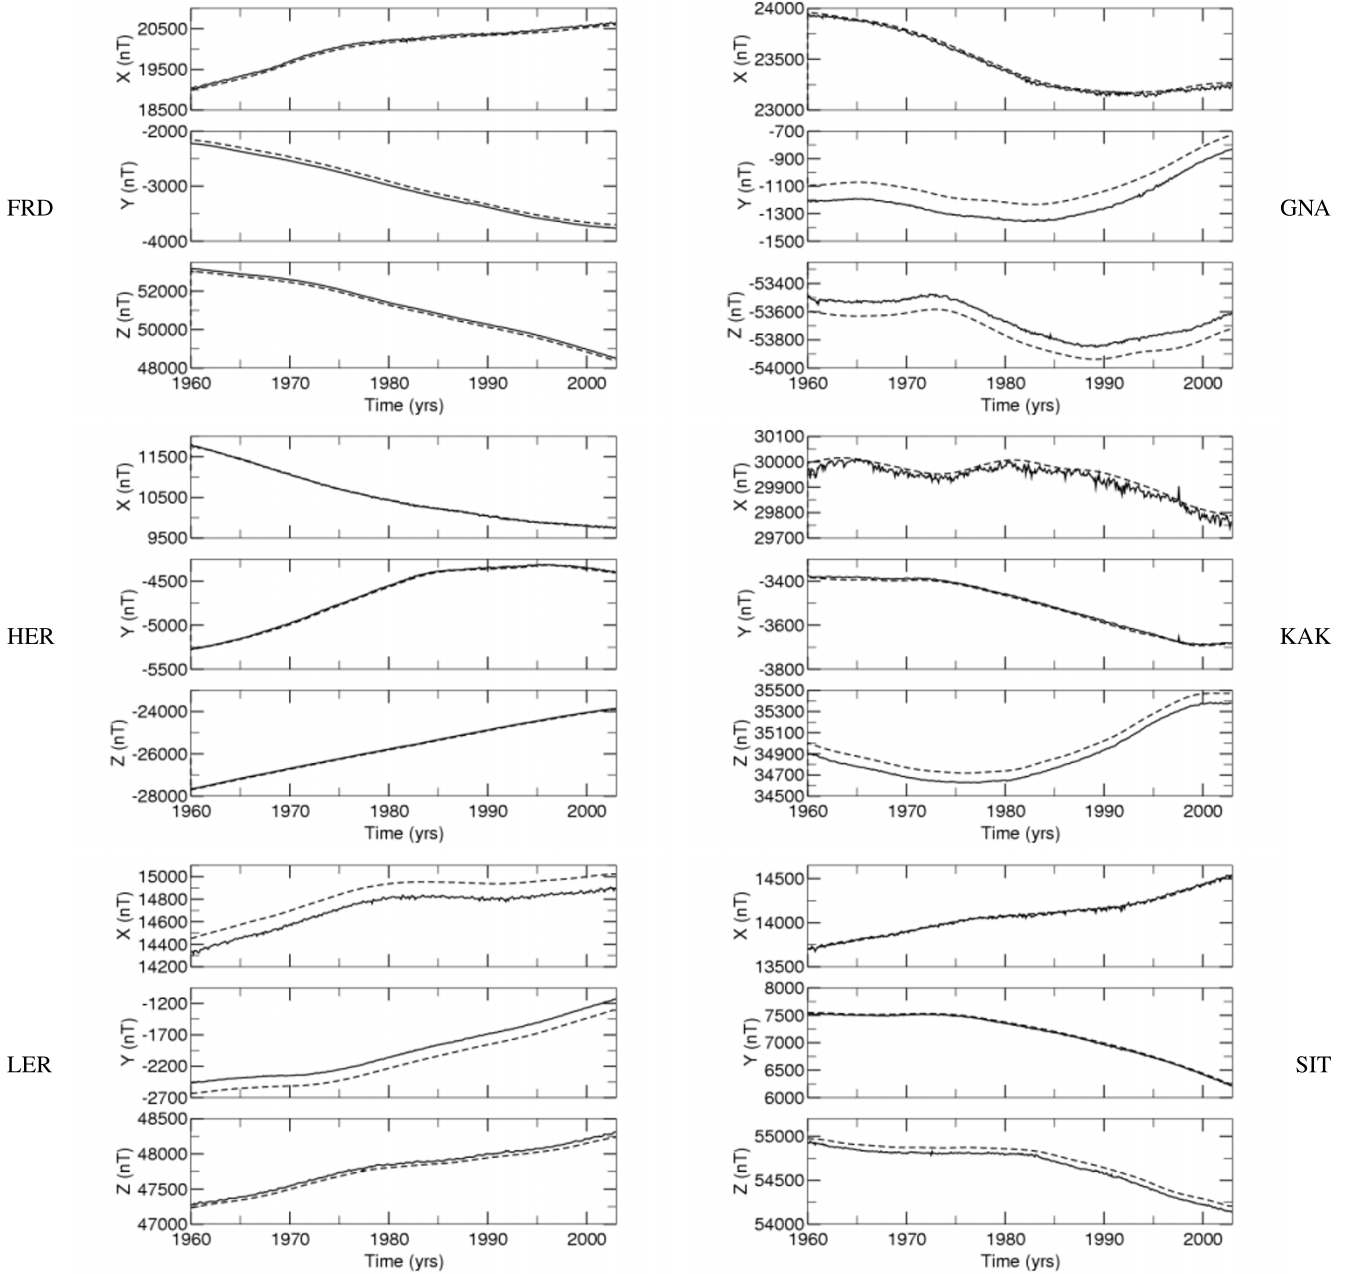 FRD
X (nT)
20500
19500
18500
Y (nT)
-2000
-3000
-4000
Z (nT)
52000
50000
48000
1960 1970 1980 1990 2000
Time (yrs)
GNA
X (nT)
24000
23500
23000
Y (nT)
-700
-900
-1100
-1300
-1500
Z (nT)
-53400
-53600
-53800
-54000
1960 1970 1980 1990 2000
Time (yrs)
HER
X (nT)
11500
10500
9500
Y (nT)
-4500
-5000
-5500
Z (nT)
-24000
-26000
-28000
1960 1970 1980 1990 2000
Time (yrs)
KAK
X (nT)
30100
30000
29900
29800
29700
Y (nT)
-3400
-3600
-3800
Z (nT)
35500
35300
35100
34900
34700
34500
1960 1970 1980 1990 2000
Time (yrs)
LER
X (nT)
15000
14800
14600
14400
14200
Y (nT)
-1200
-1700
-2200
-2700
Z (nT)
48500
48000
47500
47000
1960 1970 1980 1990 2000
Time (yrs)
SIT
X (nT)
14500
14000
13500
Y (nT)
8000
7500
7000
6500
6000
Z (nT)
55000
54500
54000
1960 1970 1980 1990 2000
Time (yrs)